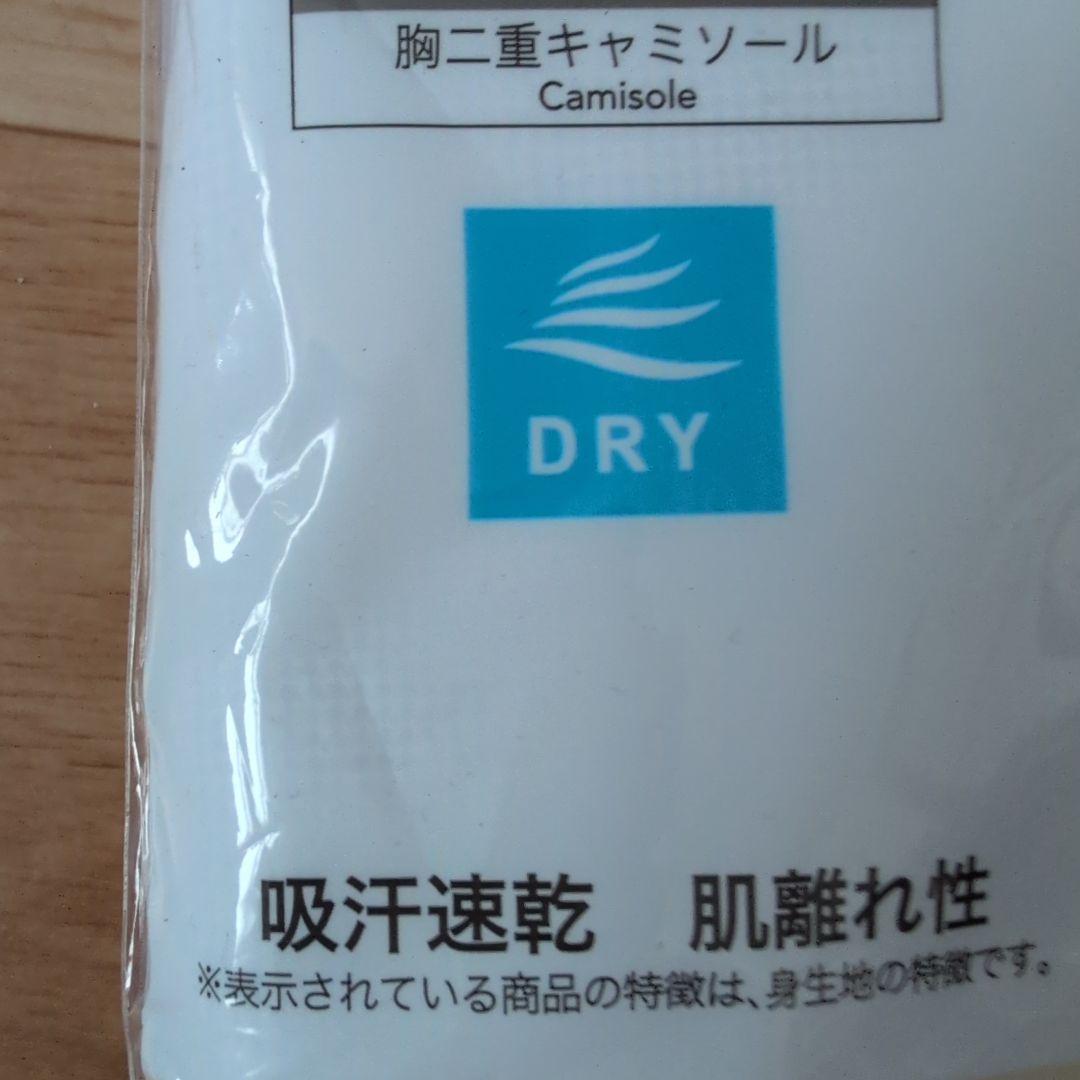 胸二重キャミソール
Camisole
DRY
吸汗速乾 肌離れ性
※表示されている商品の特徴は、身生地の特徴です。